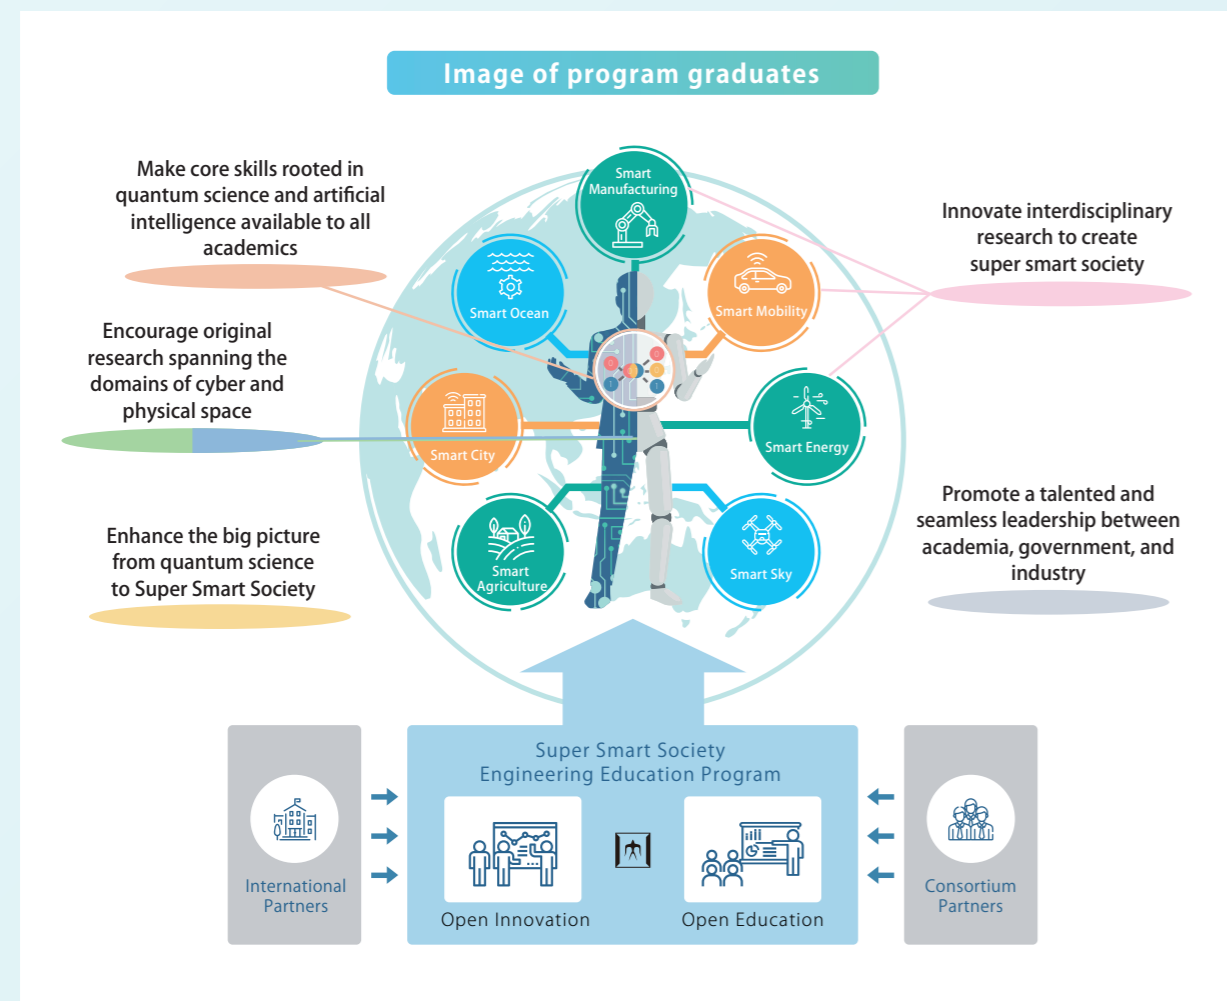 Image of program graduates
Make core skills rooted in
quantum science and artificial
intelligence available to all
academics
Encourage original
research spanning the
domains of cyber and
physical space
Enhance the big picture
from quantum science
to Super Smart Society
Smart
Manufacturing
Smart Ocean
Smart Mobility
0
0
1
1
Smart City
Smart Energy
Smart
Agriculture
Smart Sky
Innovate interdisciplinary
research to create
super smart society
Promote a talented and
seamless leadership between
academia, government, and
industry
International
Partners
Super Smart Society
Engineering Education Program
Open Innovation
Open Education
Consortium
Partners